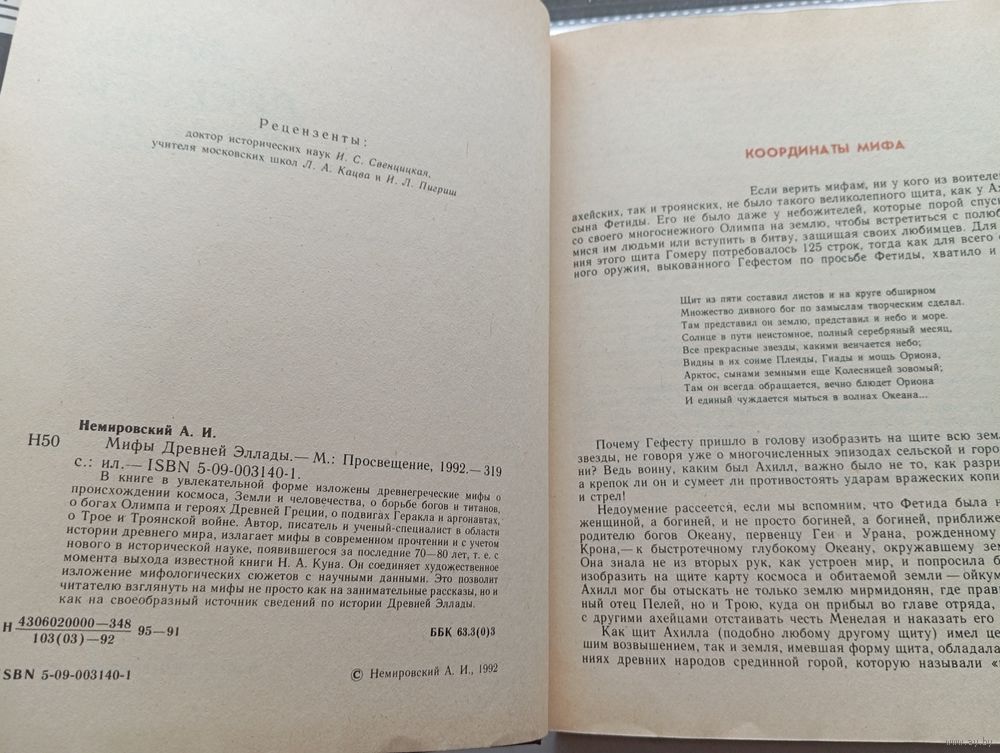 Рецензенты:
доктор исторических наук И. С. Свенцицкая,
учителя московских школ Л. А. Кацва и И. Л. Пигриш
Немировский А. И.
Н50 Мифы Древней Эллады.— М.: Просвещение, 1992.— 319
с.: ил.— ISBN 5-09-003140-1.
В книге в увлекательной форме изложены древнегреческие мифы о
происхождении космоса, Земли и человечества, о борьбе богов и титанов,
о богах Олимпа и героях Древней Греции, о подвигах Геракла и аргонавтах,
о Трое и Троянской войне. Автор, писатель и ученый-специалист в области
истории древнего мира, излагает мифы в современном прочтении и с учетом
нового в исторической науке, появившегося за последние 70—80 лет, т. е. с
момента выхода известной книги Н. А. Куна. Он соединяет художественное
изложение мифологических сюжетов с научными данными. Это позволит
читателю взглянуть на мифы не просто как на занимательные рассказы, но и
как на своеобразный источник сведений по истории Древней Эллады.
Н 4306020000—348
103(03)—92
95—91
ББК 63.3(0)3
ISBN 5-09-003140-1
© Немировский А. И., 1992
КООРДИНАТЫ МИФА
Если верить мифам, ни у кого из воителе
ахейских, так и троянских, не было такого великолепного щита, как у Ах
сына Фетиды. Его не было даже у небожителей, которые порой спус
со своего многоснежного Олимпа на землю, чтобы встретиться с полюб
мися им людьми или вступить в битву, защищая своих любимцев. Для
ния этого щита Гомеру потребовалось 125 строк, тогда как для всего
ного оружия, выкованного Гефестом по просьбе Фетиды, хватило и
Щит из пяти составил листов и на круге обширном
Множество дивного бог по замыслам творческим сделал.
Там представил он землю, представил и небо и море.
Солнце в пути неистомное, полный серебряный месяц,
Все прекрасные звезды, какими венчается небо;
Видны в их сонме Плеяды, Гиады и мощь Ориона,
Арктос, сынами земными еще Колесницей зовомый;
Там он всегда обращается, вечно блюдет Ориона
И единый чуждается мыться в волнах Океана...
Почему Гефесту пришло в голову изобразить на щите всю зем
звезды, не говоря уже о многочисленных эпизодах сельской и горо
ни? Ведь воину, каким был Ахилл, важно было не то, как разри
а крепок ли он и сумеет ли противостоять ударам вражеских копи
и стрел!
Недоумение рассеется, если мы вспомним, что Фетида была н
женщиной, а богиней, и не просто богиней, а богиней, приближе
родителю богов Океану, первенцу Геи и Урана, рожденному
Крона,— к быстротечному глубокому Океану, окружавшему зе
Она знала не из вторых рук, как устроен мир, и попросила б
изобразить на щите карту космоса и обитаемой земли — ойкум
Ахилл мог бы отыскать не только землю мирмидонян, где прав
ный отец Пелей, но и Трою, куда он прибыл во главе отряда,
с другими ахейцами отстаивать честь Менелая и наказать его
Как щит Ахилла (подобно любому другому щиту) имел це
шим возвышением, так и земля, имевшая форму щита, обладала
ниях древних народов срединной горой, которую называли «
www.ay.by